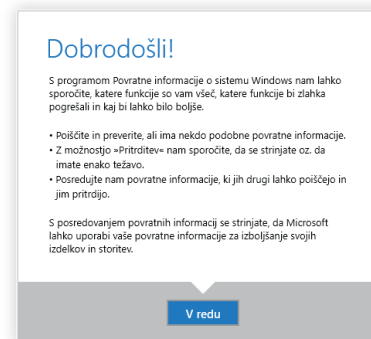 Dobrodošli!
S programom Povratne informacije o sistemu Windows nam lahko
sporočite, katere funkcije so vam všeč, katere funkcije bi zlahka
pogrešali in kaj bi lahko bilo boljše.
• Poiščite in preverite, ali ima nekdo podobne povratne informacije.
• Z možnostjo »Pritrditev« nam sporočite, da se strinjate oz. da
imate enako težavo.
• Posredujte nam povratne informacije, ki jih drugi lahko poiščejo in
jim pritrdijo.
S posredovanjem povratnih informacij se strinjate, da Microsoft
lahko uporabi vaše povratne informacije za izboljšanje svojih
izdelkov in storitev.
V redu